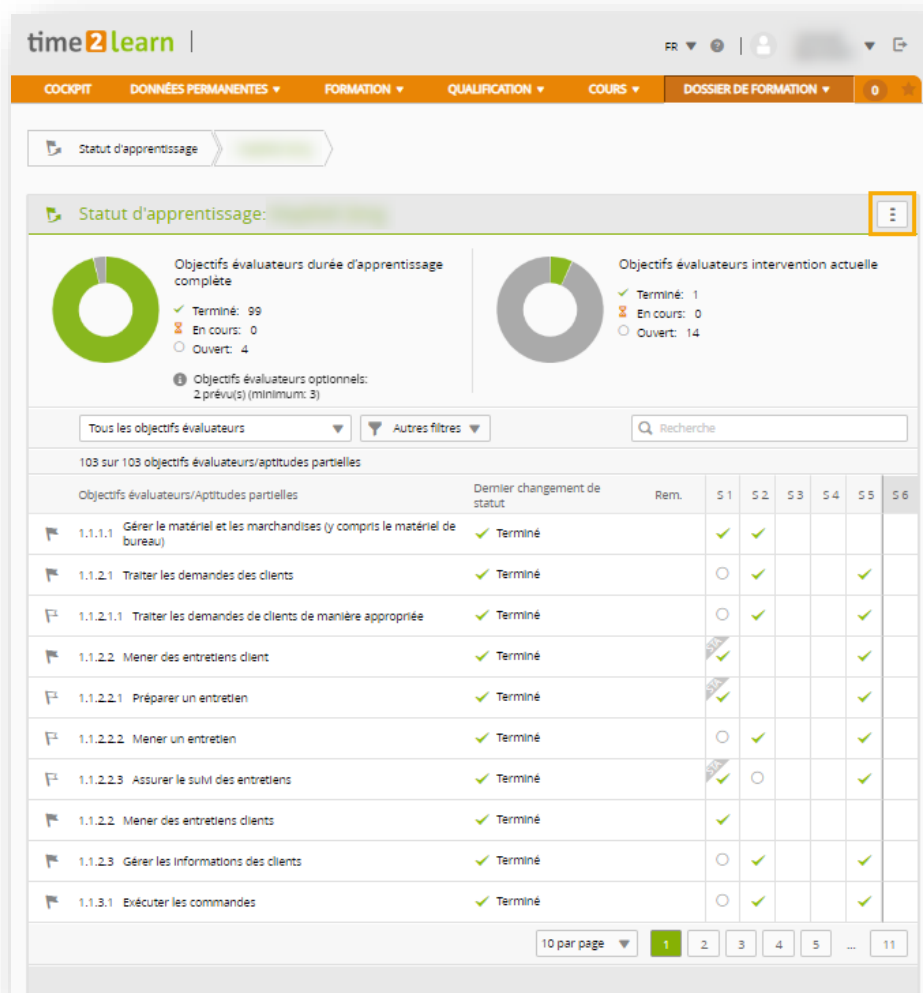 time2learn
FR
COCKPIT DONNÉES PERMANENTES FORMATION QUALIFICATION COURS DOSSIER DE FORMATION 0
Statut d'apprentissage
Statut d'apprentissage:
Objectifs évaluateurs durée d'apprentissage
complète
Terminé: 99
En cours: 0
Ouvert: 4
Objectifs évaluateurs optionnels:
2 prévu(s) (minimum: 3)
Objectifs évaluateurs intervention actuelle
Terminé: 1
En cours: 0
Ouvert: 14
Tous les objectifs évaluateurs Autres filtres Recherche
103 sur 103 objectifs évaluateurs/aptitudes partielles
Objectifs évaluateurs/Aptitudes partielles Dernier changement de statut Rem. S 1 S 2 S 3 S 4 S 5 S 6
1.1.1.1 Gérer le matériel et les marchandises (y compris le matériel de
bureau) Terminé
1.1.2.1 Traiter les demandes des clients Terminé
1.1.2.1.1 Traiter les demandes de clients de manière appropriée Terminé
1.1.2.2 Mener des entretiens client Terminé STA
1.1.2.2.1 Préparer un entretien Terminé STA
1.1.2.2.2 Mener un entretien Terminé
1.1.2.2.3 Assurer le suivi des entretiens Terminé STA
1.1.2.2 Mener des entretiens clients Terminé
1.1.2.3 Gérer les informations des clients Terminé
1.1.3.1 Exécuter les commandes Terminé
10 par page 1 2 3 4 5 ... 11